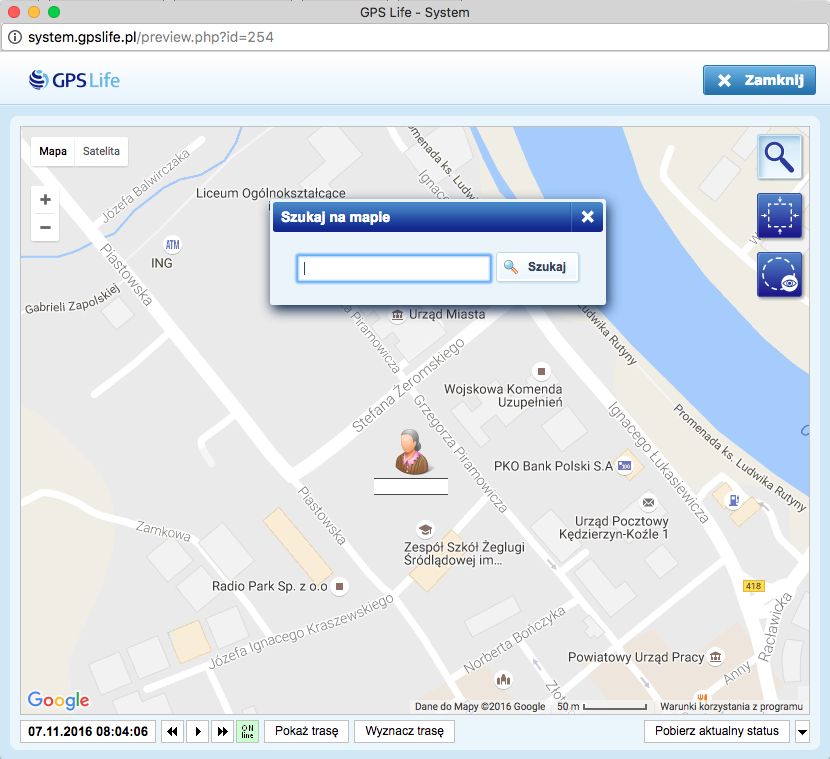 GPS Life - System
system.gpslife.pl/preview.php?id=254
GPS Life
Zamknij
Mapa
Satelita
+
−
Józefa Balwirczaka
Promenada ks. Ludwi
Ignac
Liceum Ogólnokształcące
Szukaj na mapie
Szukaj
ATM
ING
Piastowska
Gabrieli Zapolskiej
Urząd Miasta
Piramowicza
Ludwika Rutyny
Stefana Żeromskiego
Wojskowa Komenda
Uzupełnień
Grzegorza Piramowicza
Ignacego Łukasiewicza
Promenada ks. Ludwika Rutyny
PKO Bank Polski S.A
Piastowska
Zamkowa
Urząd Pocztowy
Kędzierzyn-Koźle 1
Zespół Szkół Żeglugi
Śródlądowej im...
Radio Park Sp. z o.o
418
Józefa Ignacego Kraszewskiego
Norberta Bończyka
Powiatowy Urząd Pracy
Anny
Racławicka
Złot
Google
Dane do Mapy ©2016 Google
50 m
Warunki korzystania z programu
07.11.2016 08:04:06
ON
line
Pokaż trasę
Wyznacz trasę
Pobierz aktualny status